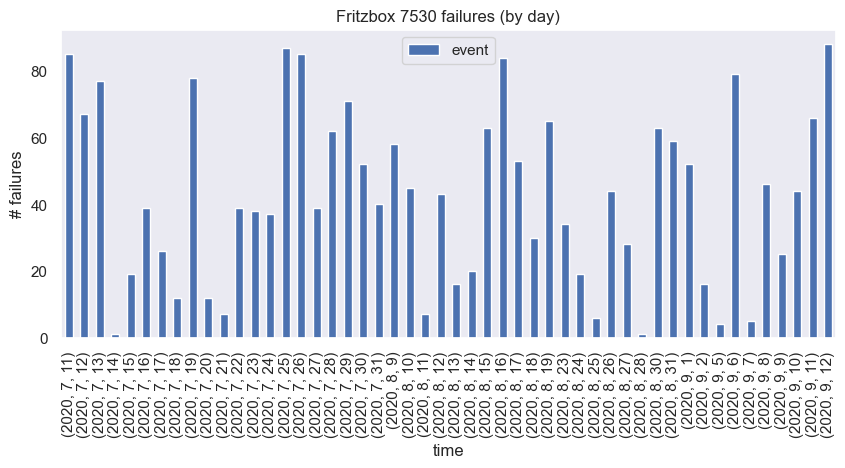 Fritzbox 7530 failures (by day)
event
# failures
80
60
40
20
0
(2020, 7, 11)
(2020, 7, 12)
(2020, 7, 13)
(2020, 7, 14)
(2020, 7, 15)
(2020, 7, 16)
(2020, 7, 17)
(2020, 7, 18)
(2020, 7, 19)
(2020, 7, 20)
(2020, 7, 21)
(2020, 7, 22)
(2020, 7, 23)
(2020, 7, 24)
(2020, 7, 25)
(2020, 7, 26)
(2020, 7, 27)
(2020, 7, 28)
(2020, 7, 29)
(2020, 7, 30)
(2020, 7, 31)
(2020, 8, 9)
(2020, 8, 10)
(2020, 8, 11)
(2020, 8, 12)
(2020, 8, 13)
(2020, 8, 14)
(2020, 8, 15)
(2020, 8, 16)
(2020, 8, 17)
(2020, 8, 18)
(2020, 8, 19)
(2020, 8, 23)
(2020, 8, 24)
(2020, 8, 25)
(2020, 8, 26)
(2020, 8, 27)
(2020, 8, 28)
(2020, 8, 30)
(2020, 8, 31)
(2020, 9, 1)
(2020, 9, 2)
(2020, 9, 5)
(2020, 9, 6)
(2020, 9, 7)
(2020, 9, 8)
(2020, 9, 9)
(2020, 9, 10)
(2020, 9, 11)
(2020, 9, 12)
time